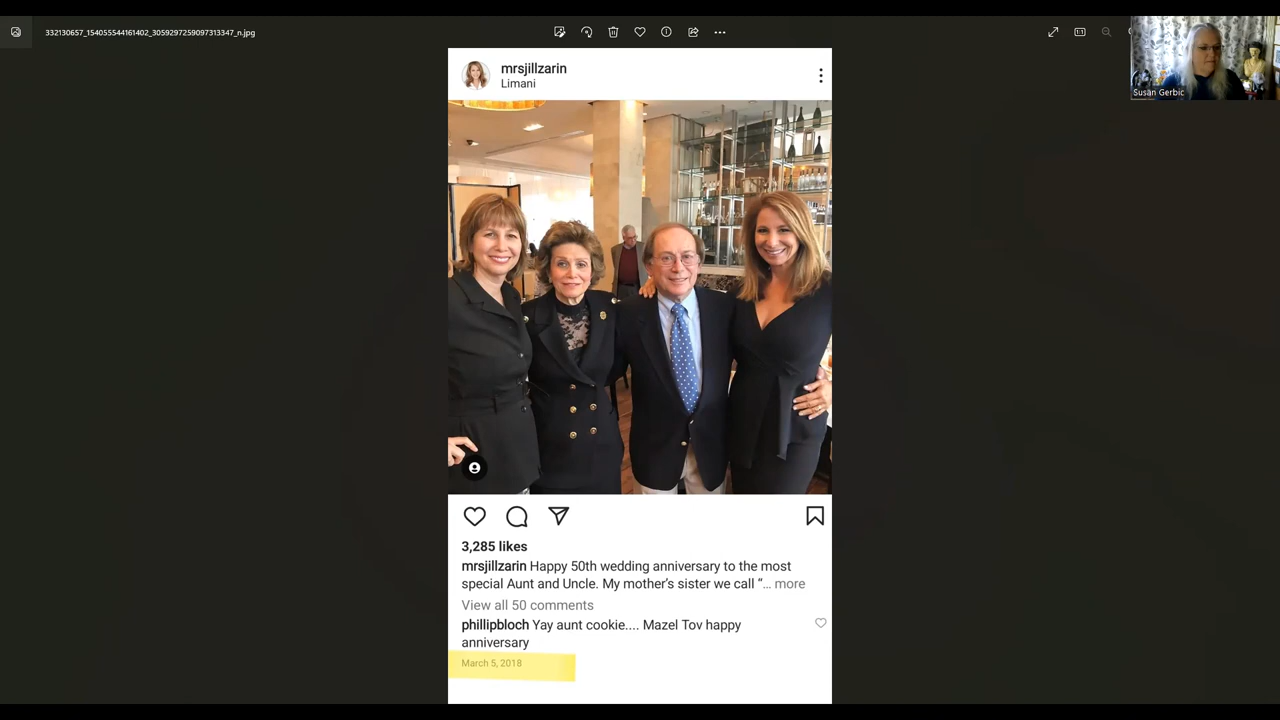 332130657_154055544161402_3059297259097313347_n.jpg
Susan Gerbic
mrsjillzarin
Limani
3,285 likes
mrsjillzarin Happy 50th wedding anniversary to the most
special Aunt and Uncle. My mother's sister we call “... more
View all 50 comments
phillipbloch Yay aunt cookie.... Mazel Tov happy
anniversary
March 5, 2018